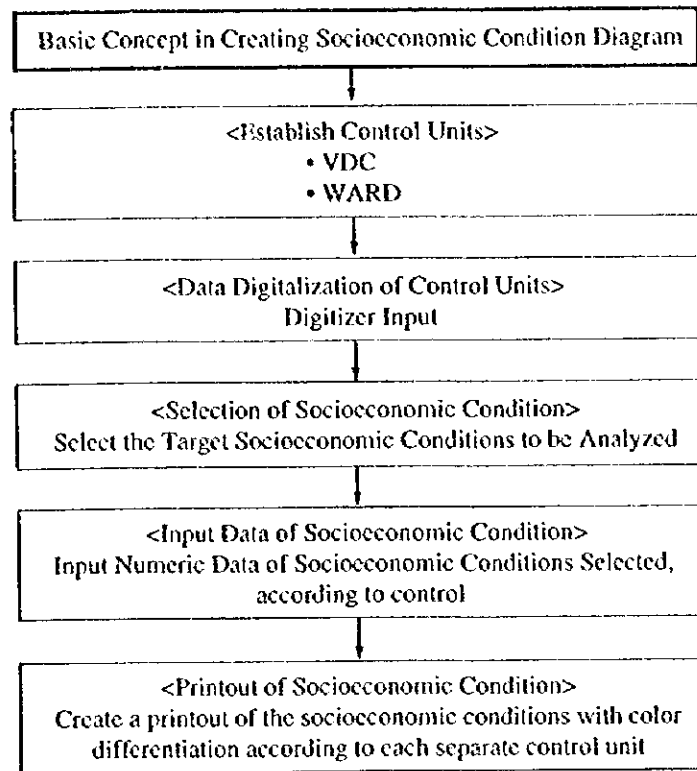 Basic Concept in Creating Socioeconomic Condition Diagram
<Establish Control Units>
• VDC
• WARD
<Data Digitalization of Control Units>
Digitizer Input
<Selection of Socioeconomic Condition>
Select the Target Socioeconomic Conditions to be Analyzed
<Input Data of Socioeconomic Condition>
Input Numeric Data of Socioeconomic Conditions Selected,
according to control
<Printout of Socioeconomic Condition>
Create a printout of the socioeconomic conditions with color
differentiation according to each separate control unit